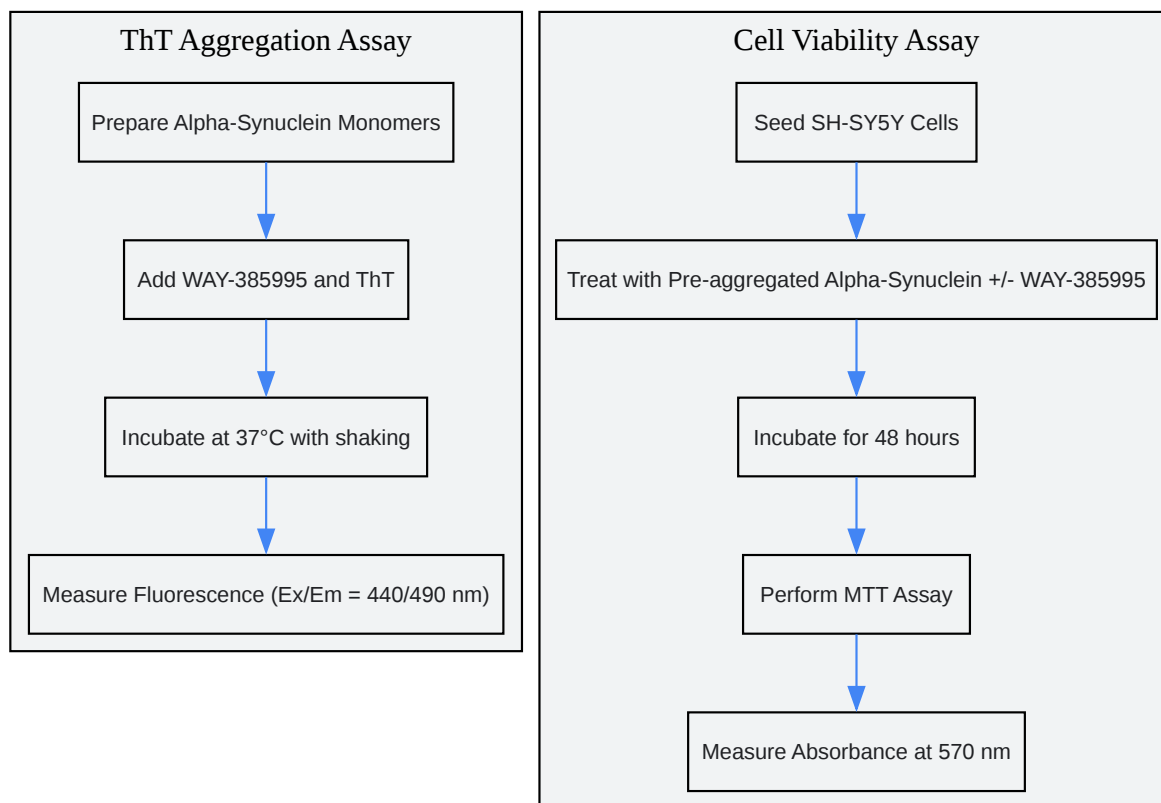 ThT Aggregation Assay
Prepare Alpha-Synuclein Monomers
Add WAY-385995 and ThT
Incubate at 37°C with shaking
Measure Fluorescence (Ex/Em = 440/490 nm)
Cell Viability Assay
Seed SH-SY5Y Cells
Treat with Pre-aggregated Alpha-Synuclein +/- WAY-385995
Incubate for 48 hours
Perform MTT Assay
Measure Absorbance at 570 nm